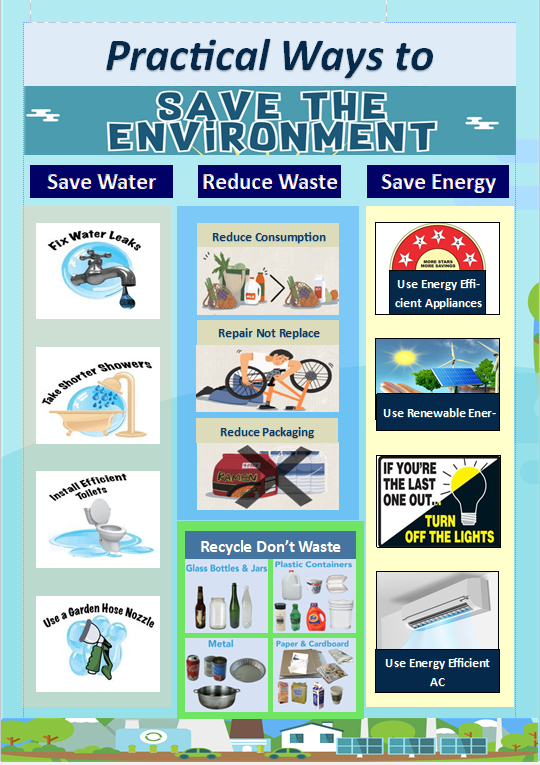 Practical Ways to
SAVE THE
ENViRONMENT
Save Water
Reduce Waste
Save Energy
Fix Water Leaks
Take Shorter Showers
Install Efficient
Toilets
Use a Garden Hose Nozzle
Reduce Consumption
Repair Not Replace
Reduce Packaging
RAMEN
Recycle Don't Waste
Glass Bottles & Jars
Plastic Containers
Metal
Paper & Cardboard
MORE STARS
MORE SAVINGS
Use Energy Effi-
cient Appliances
Use Renewable Ener-
IF YOU'RE
THE LAST
ONE OUT...
TURN
OFF THE LIGHTS
Use Energy Efficient
AC